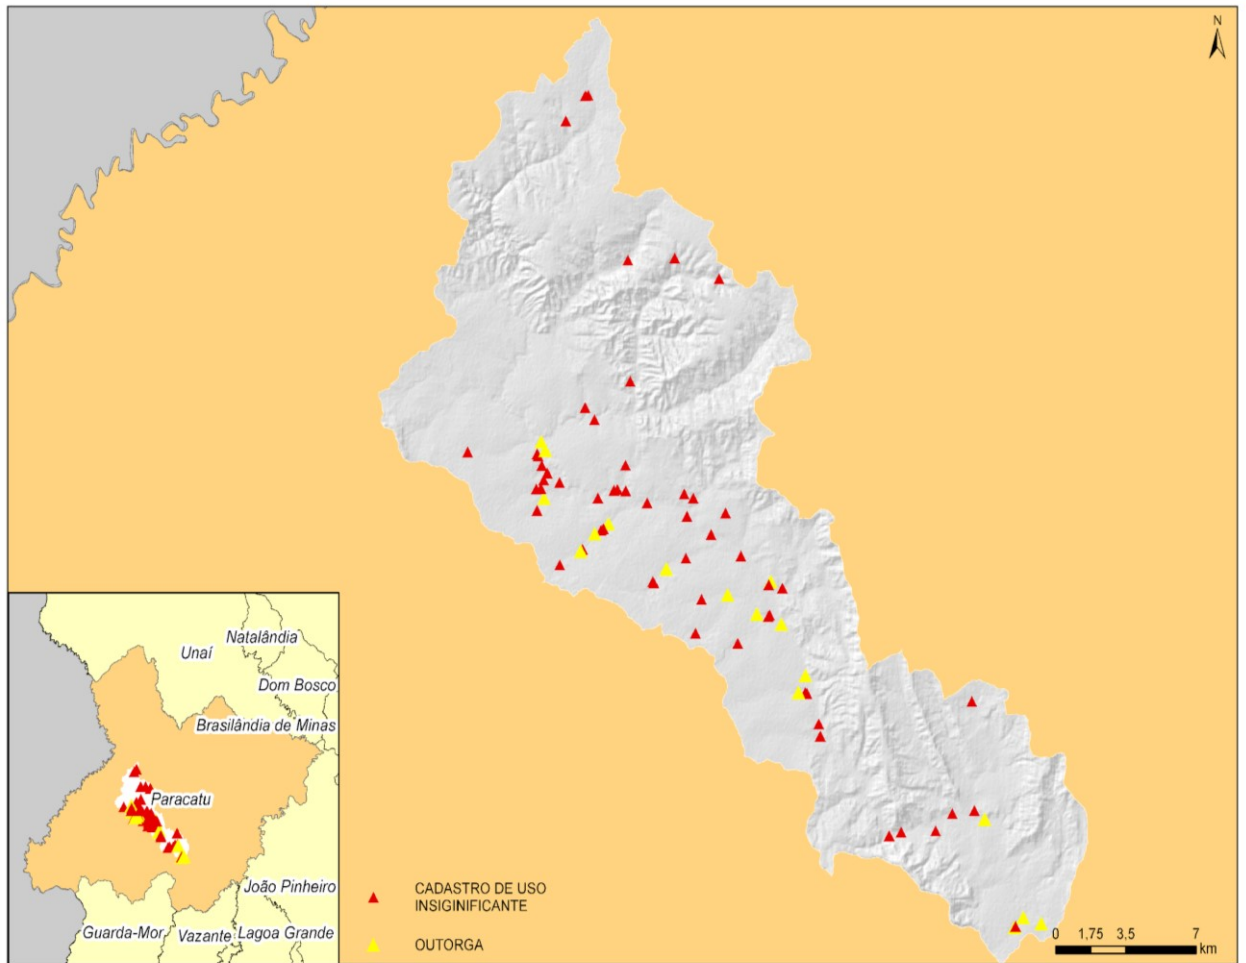 N
Natalândia
Unaí
Dom Bosco
Brasilândia de Minas
Paracatu
João Pinheiro
Guarda-Mor
Vazante
Lagoa Grande
CADASTRO DE USO
INSIGINIFICANTE
OUTORGA
0 1,75 3,5 7
km